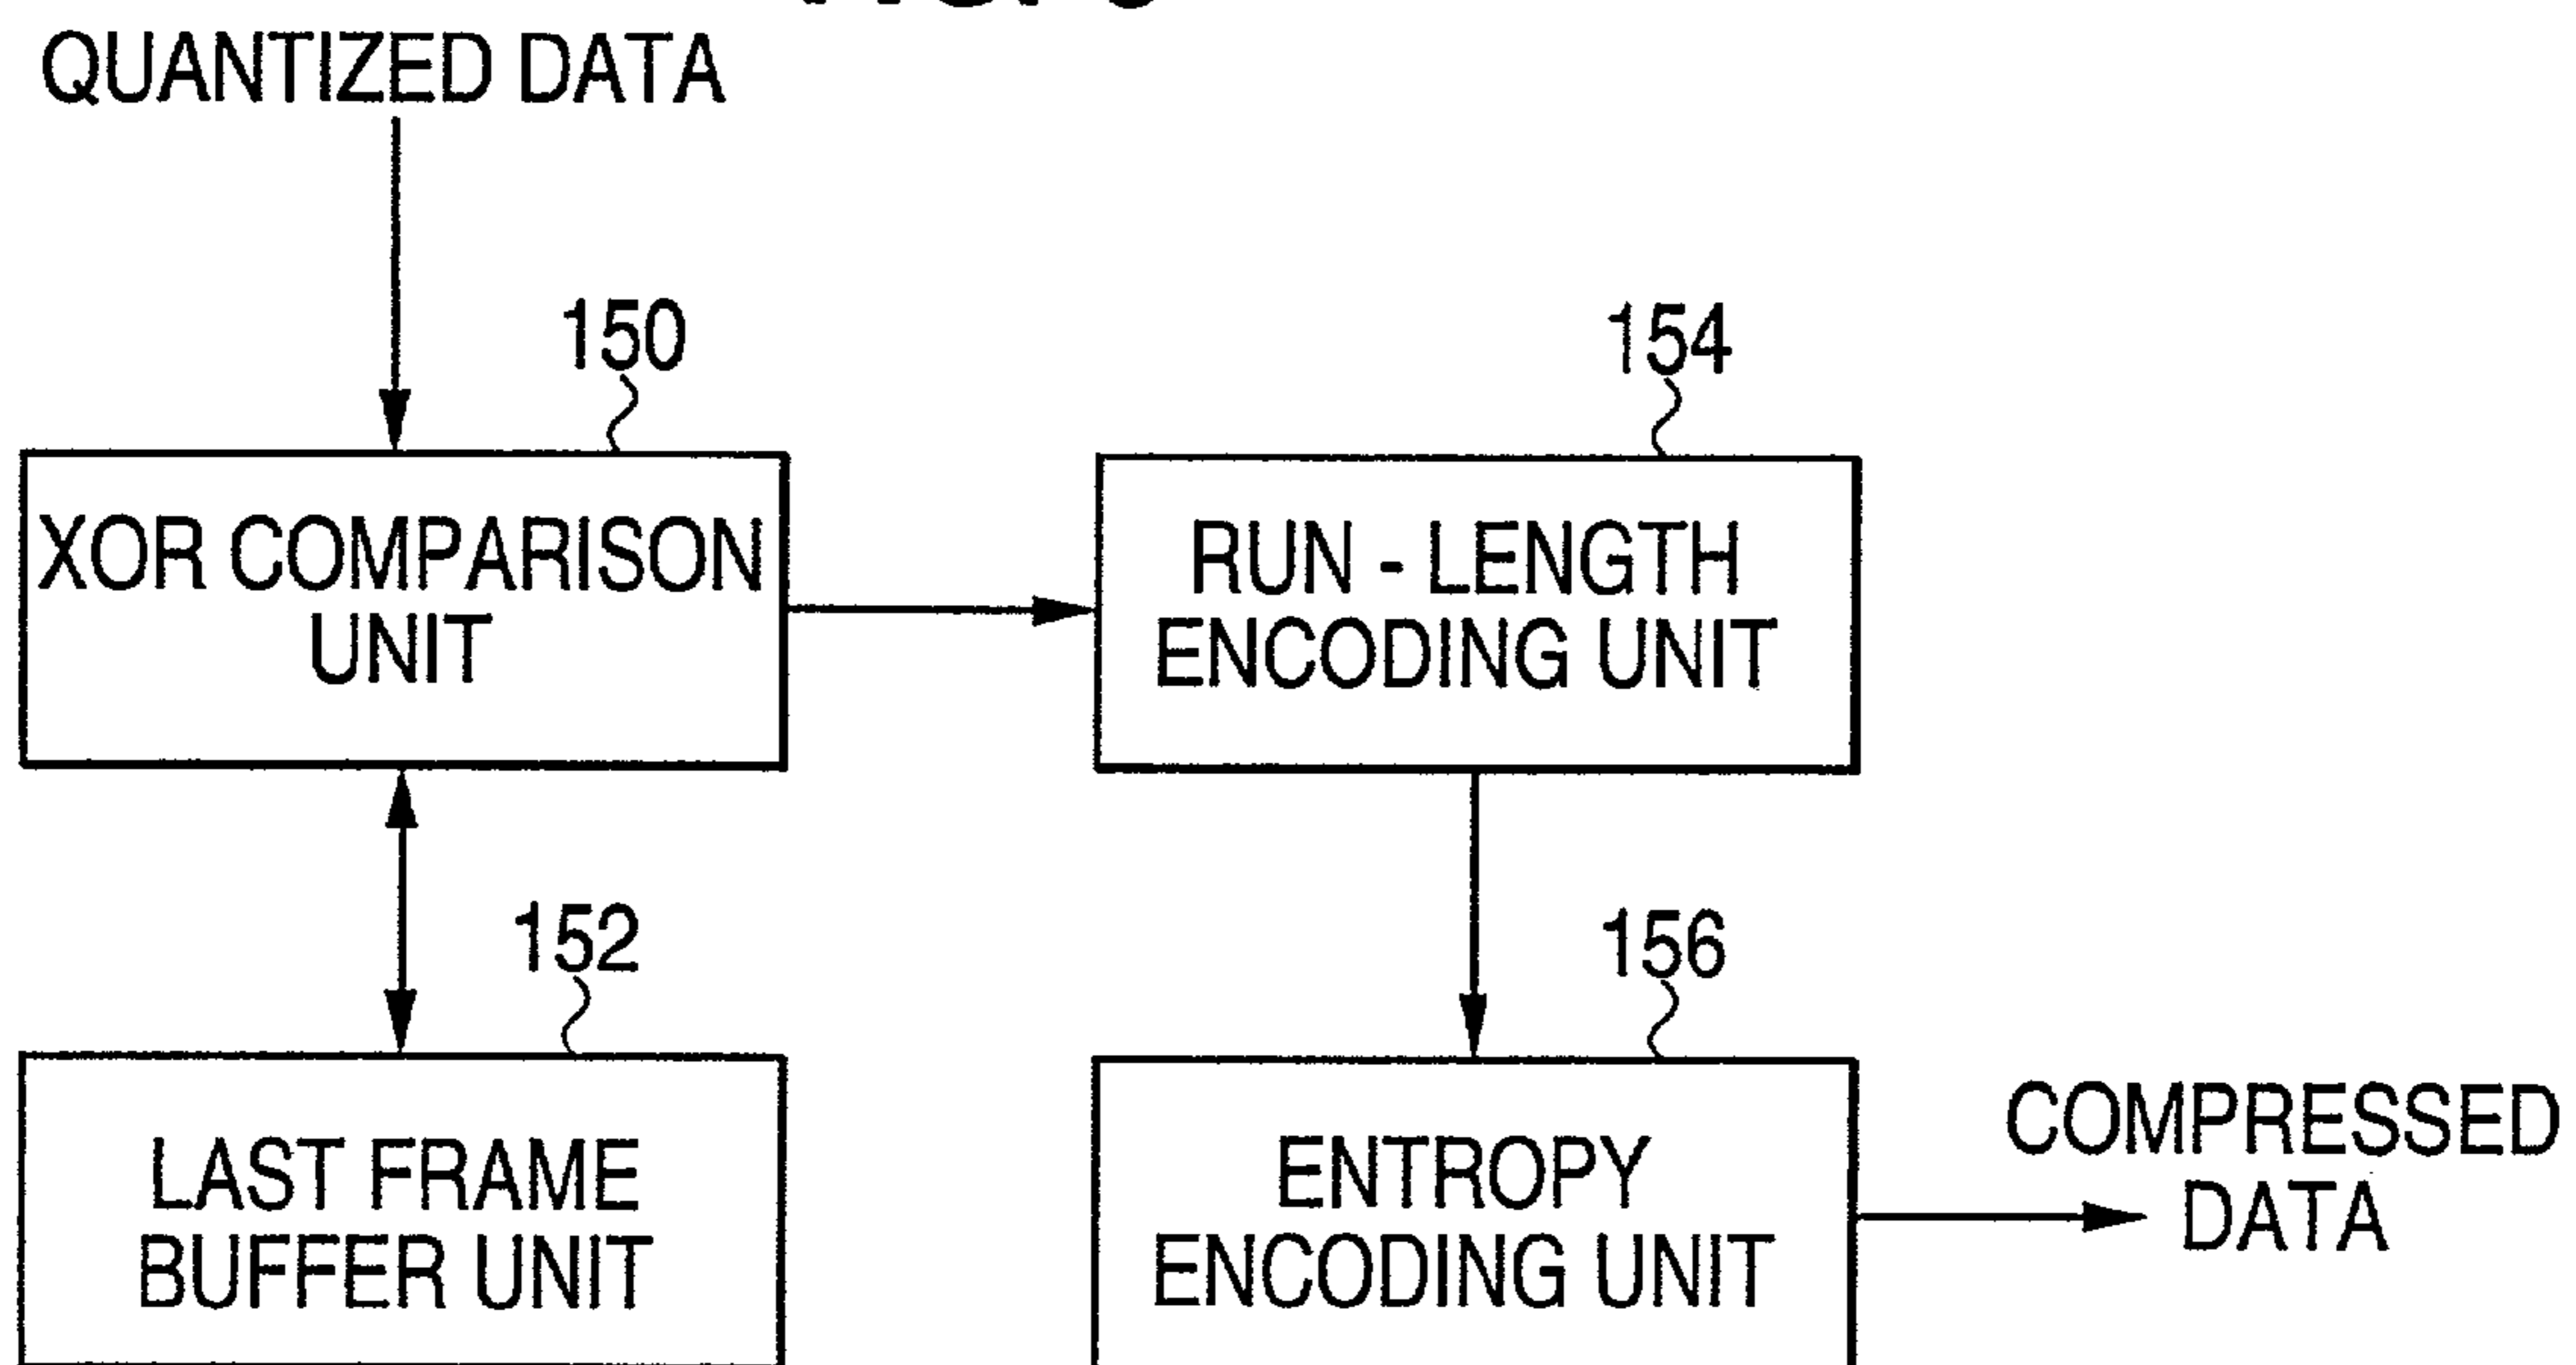 QUANTIZED DATA
150
XOR COMPARISON
UNIT
154
RUN - LENGTH
ENCODING UNIT
152
LAST FRAME
BUFFER UNIT
156
ENTROPY
ENCODING UNIT
COMPRESSED
DATA